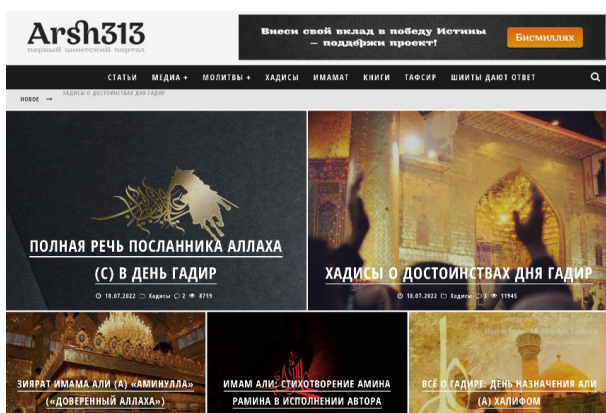 Arsh313
первый шиитский портал
Внеси свой вклад в победу Истины
– поддержи проект!
Бисмиллях
СТАТЬИ МЕДИА + МОЛИТВЫ + ХАДИСЫ ИМАМАТ КНИГИ ТАФСИР ШИИТЫ ДАЮТ ОТВЕТ
НОВОЕ → ХАДИСЫ О ДОСТОИНСТВАХ ДНЯ ГАДИР
ПОЛНАЯ РЕЧЬ ПОСЛАННИКА АЛЛАХА
(С) В ДЕНЬ ГАДИР
18.07.2022 Хадисы 2 8719
ХАДИСЫ О ДОСТОИНСТВАХ ДНЯ ГАДИР
18.07.2022 Хадисы 3 11945
ЗИЯРАТ ИМАМА АЛИ (А) «АМИНУЛЛА»
(«ДОВЕРЕННЫЙ АЛЛАХА»)
ИМАМ АЛИ: СТИХОТВОРЕНИЕ АМИНА
РАМИНА В ИСПОЛНЕНИИ АВТОРА
ВСЁ О ГАДИРЕ: ДЕНЬ НАЗНАЧЕНИЯ АЛИ
(А) ХАЛИФОМ